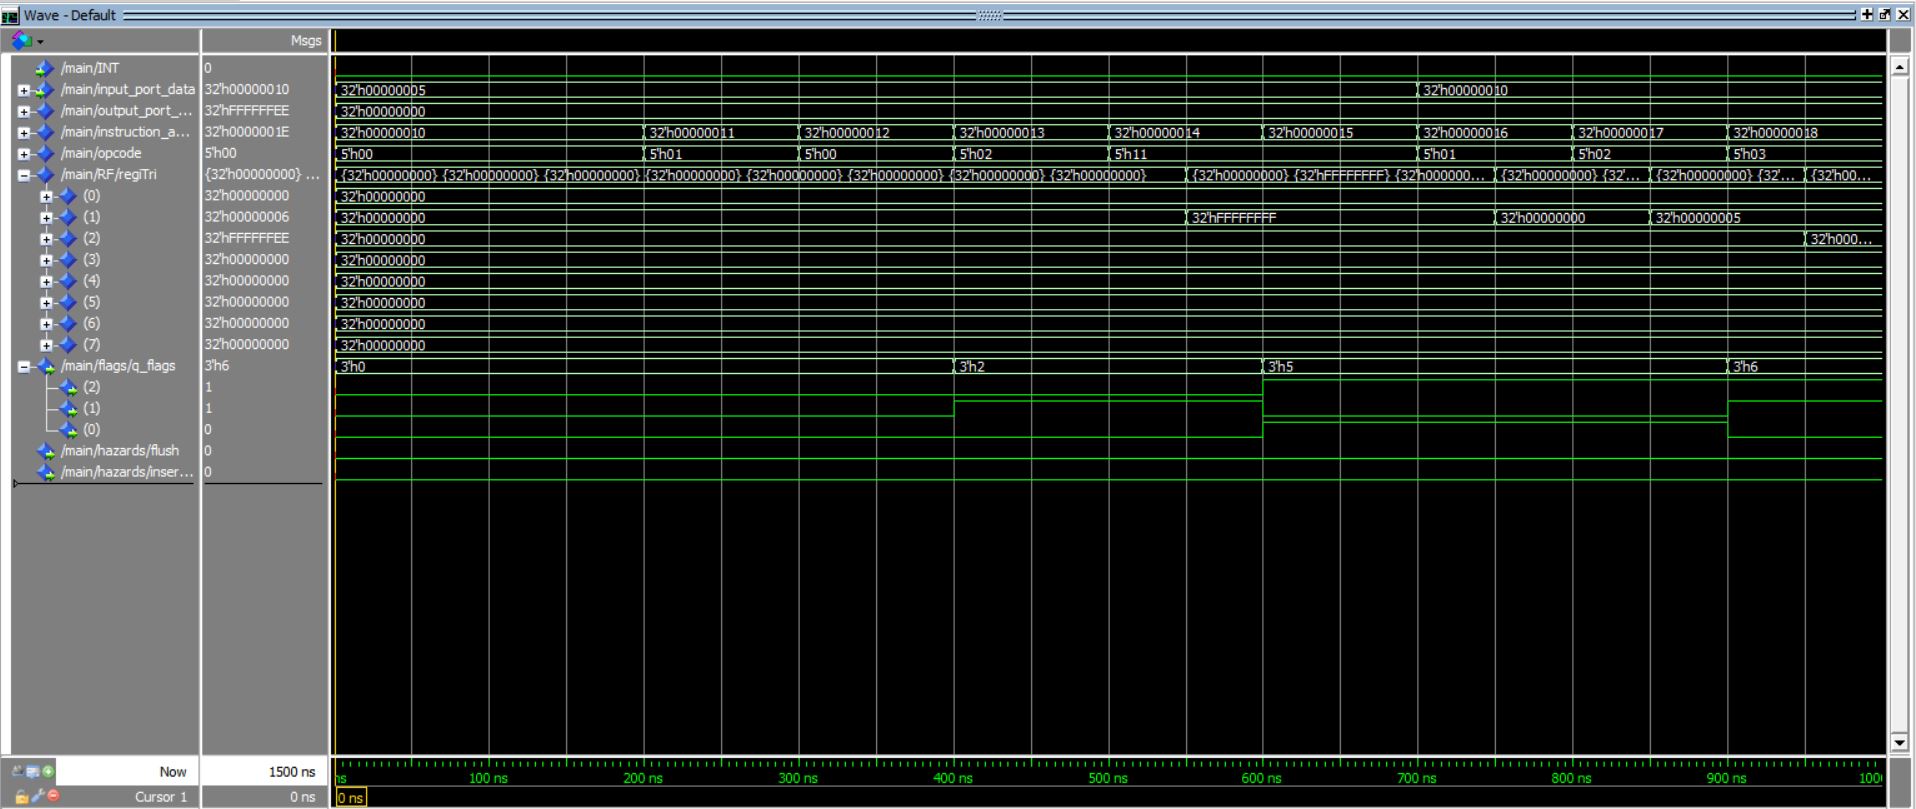 Wave - Default
Msgs
/main/INT 0
/main/input_port_data 32'h00000010 32'h00000005 32'h00000010
/main/output_port_... 32'hFFFFFFEE 32'h00000000
/main/instruction_a... 32'h0000001E 32'h00000010 32'h00000011 32'h00000012 32'h00000013 32'h00000014 32'h00000015 32'h00000016 32'h00000017 32'h00000018
/main/opcode 5'h00 5'h00 5'h01 5'h00 5'h02 5'h11 5'h01 5'h02 5'h03
/main/RF/regiTri {32'h00000000} ... {32'h00000000} {32'h00000000} {32'h00000000} {32'h00000000} {32'h00000000} {32'h00000000} {32'h00000000} {32'h00000000} {32'h00000000} {32'hFFFFFFFF} {32'h000000... {32'h00000000} {32'... {32'h00000000} {32'... {32'h00...
(0) 32'h00000000 32'h00000000
(1) 32'h00000006 32'h00000000 32'hFFFFFFFF 32'h00000000 32'h00000005
(2) 32'hFFFFFFEE 32'h00000000 32'h000...
(3) 32'h00000000 32'h00000000
(4) 32'h00000000 32'h00000000
(5) 32'h00000000 32'h00000000
(6) 32'h00000000 32'h00000000
(7) 32'h00000000 32'h00000000
/main/flags/q_flags 3'h6 3'h0 3'h2 3'h5 3'h6
(2) 1
(1) 1
(0) 0
/main/hazards/flush 0
/main/hazards/inser... 0
Now 1500 ns ns 100 ns 200 ns 300 ns 400 ns 500 ns 600 ns 700 ns 800 ns 900 ns 100
Cursor 1 0 ns 0 ns